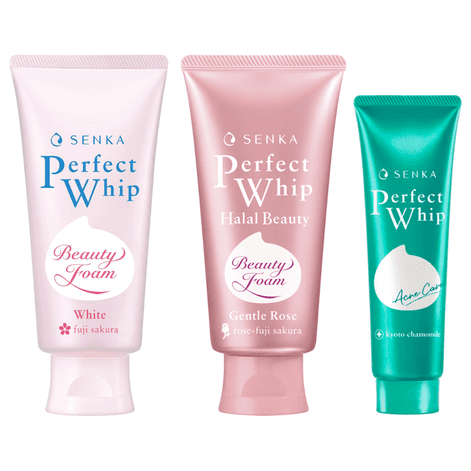 SENKA
Perfect
Whip
Beauty
Foam
White
fuji sakura
SENKA
Perfect
Whip
Halal Beauty
Beauty
Foam
Gentle Rose
rose-fuji sakura
SENKA
Perfect
Whip
Acne Care
kyoto chamomile